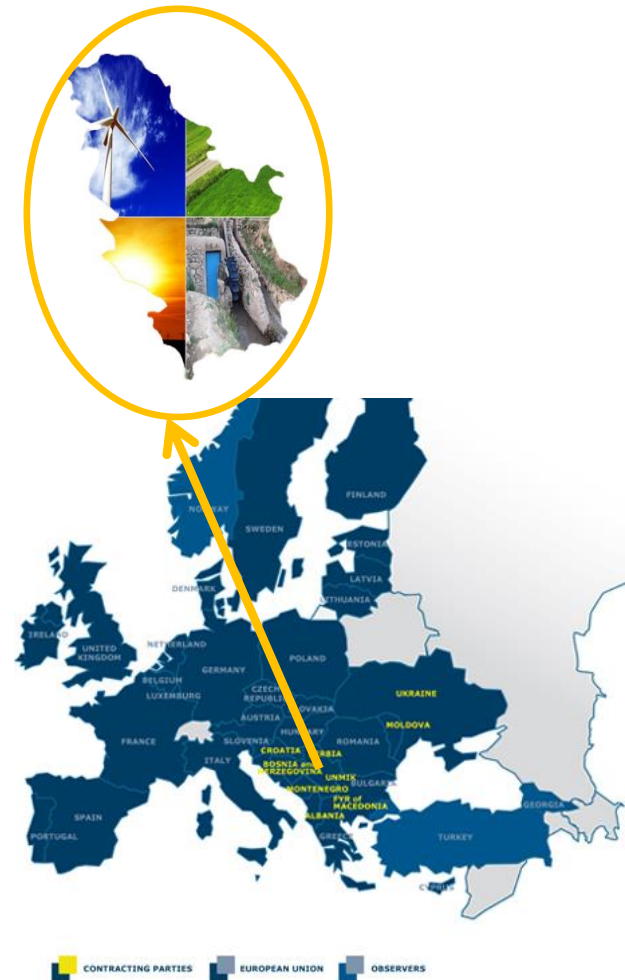 FINLAND
NORWAY
SWEDEN
ESTONIA
LATVIA
DENMARK
LITHUANIA
IRELAND
UNITED
KINGDOM
NETHERLAND
POLAND
GERMANY
BELGIUM
LUXEMBURG
CZECH
REPUBLIC
SLOVAKIA
UKRAINE
AUSTRIA
MOLDOVA
FRANCE
SLOVENIA
HUNGARY
ROMANIA
CROATIA
SERBIA
ITALY
BOSNIA and
HERZEGOVINA
UNMIK
BULGARIA
MONTENEGRO
FYR of
MACEDONIA
ALBANIA
GEORGIA
SPAIN
PORTUGAL
GREECE
TURKEY
CYPRUS
CONTRACTING PARTIES
EUROPEAN UNION
OBSERVERS